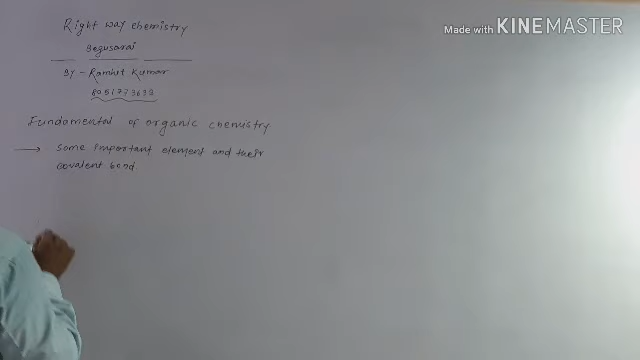 Right way chemistry
Made with KINEMASTER
Begusarai
By - Ramhit Kumar
8051773633
Fundamental of organic chemistry
→ Some important element and their
covalent bond.